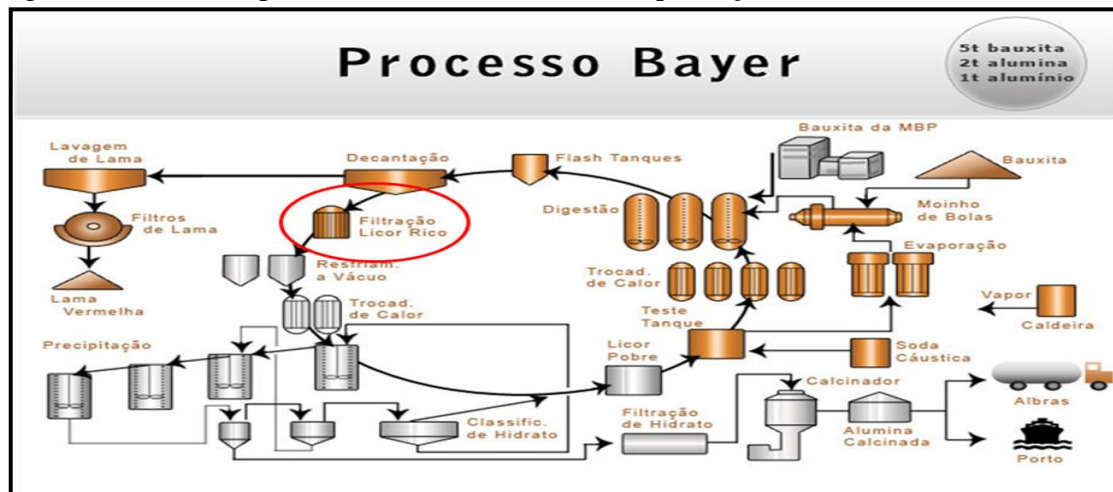 Processo Bayer
5t bauxita
2t alumina
1t alumínio
Lavagem
de Lama
Decantação
Flash Tanques
Bauxita da MBP
Bauxita
Filtros
de Lama
Filtração
Licor Rico
Digestão
Moinho
de Bolas
Evaporação
Resfriam.
a Vácuo
Trocad.
de Calor
Lama
Vermelha
Trocad.
de Calor
Teste
Tanque
Vapor
Caldeira
Precipitação
Licor
Pobre
Soda
Cáustica
Calcinador
Albras
Classific.
de Hidrato
Filtração
de Hidrato
Alumina
Calcinada
Porto